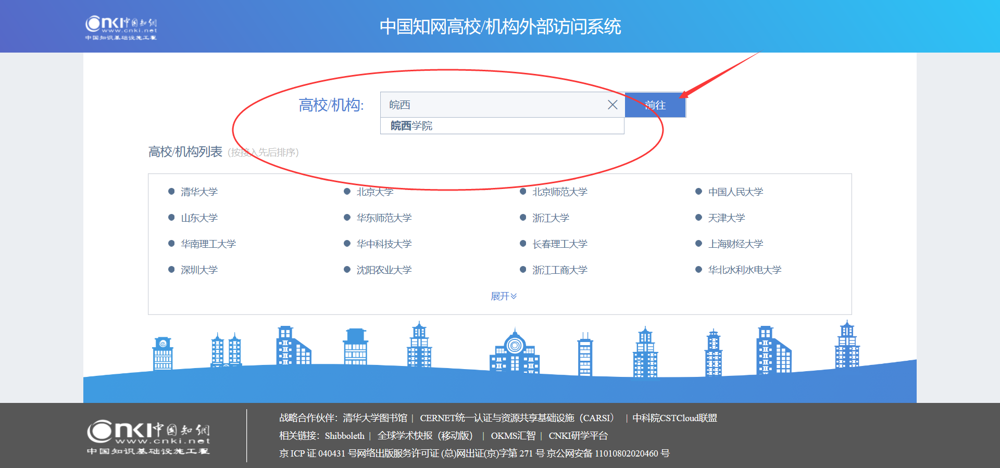 CNKI中国知网
www.cnki.net
中国知识基础设施工程
中国知网高校/机构外部访问系统
高校/机构:
皖西
前往
皖西学院
高校/机构列表 (按接入先后排序)
清华大学 北京大学 北京师范大学 中国人民大学
山东大学 华东师范大学 浙江大学 天津大学
华南理工大学 华中科技大学 长春理工大学 上海财经大学
深圳大学 沈阳农业大学 浙江工商大学 华北水利水电大学
展开
CNKI中国知网
www.cnki.net
中国知识基础设施工程
战略合作伙伴：清华大学图书馆 | CERNET统一认证与资源共享基础设施（CARSI） | 中科院CSTCloud联盟
相关链接：Shibboleth | 全球学术快报（移动版） | OKMS汇智 | CNKI研学平台
京 ICP 证 040431 号网络出版服务许可证 (总)网出证(京)字第 271 号 京公网安备 11010802020460 号